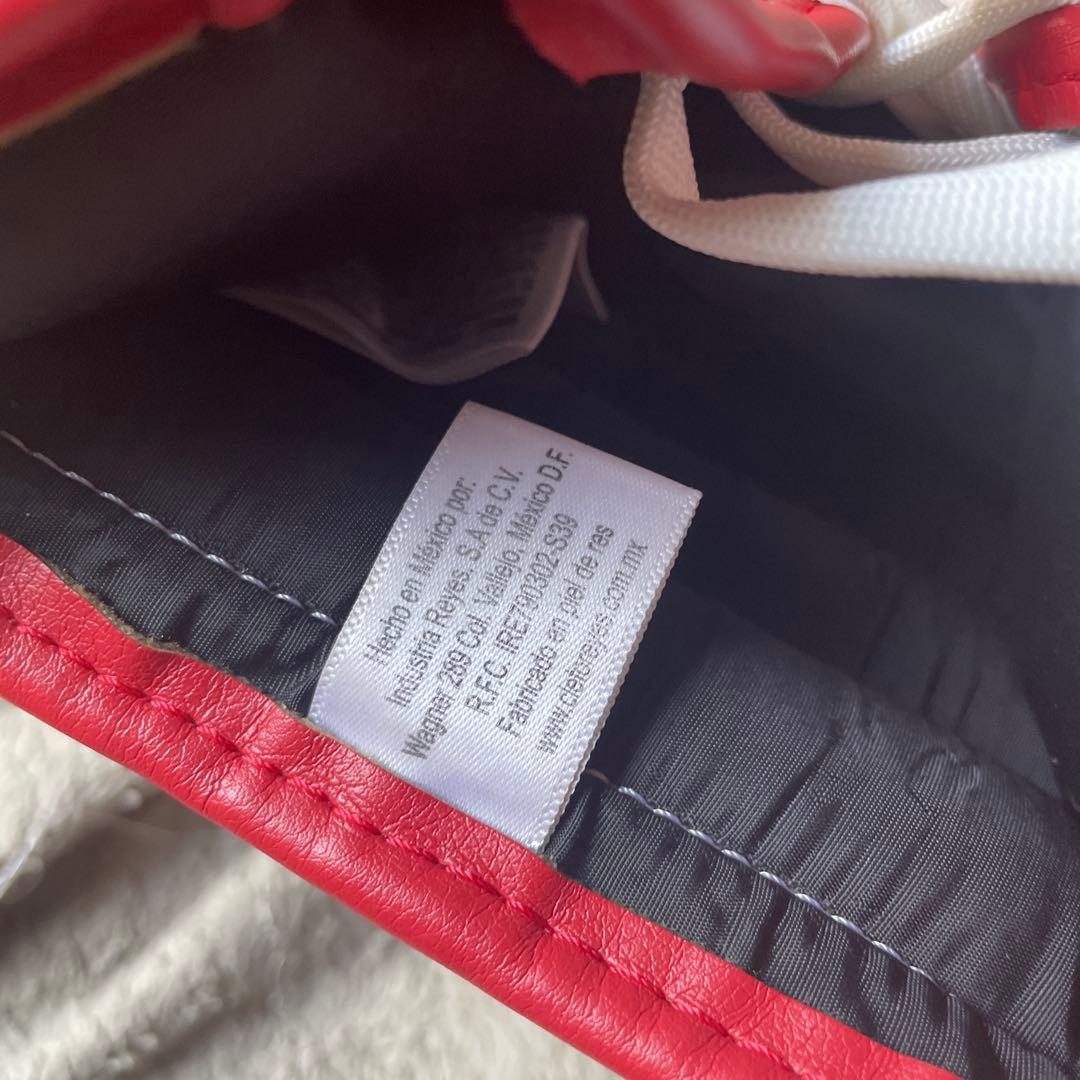 Hecho en México por:
Industria Reyes. S.A de C.V.
Wagner 289 Col. Vallejo, México D.F.
R.F.C. IRE790302-S39
Fabricado en piel de res
www.cletoreyes.com.mx